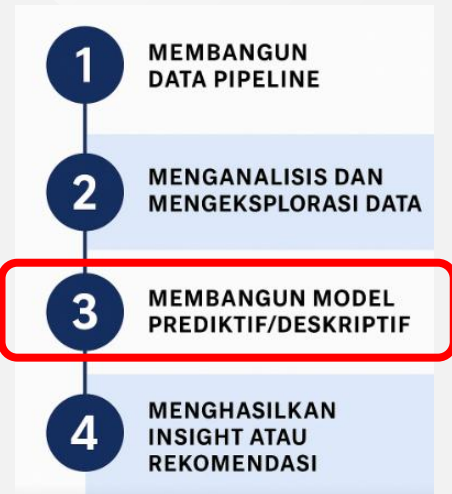 1
MEMBANGUN
DATA PIPELINE
2
MENGANALISIS DAN
MENGEKSPLORASI DATA
3
MEMBANGUN MODEL
PREDIKTIF/DESKRIPTIF
4
MENGHASILKAN
INSIGHT ATAU
REKOMENDASI